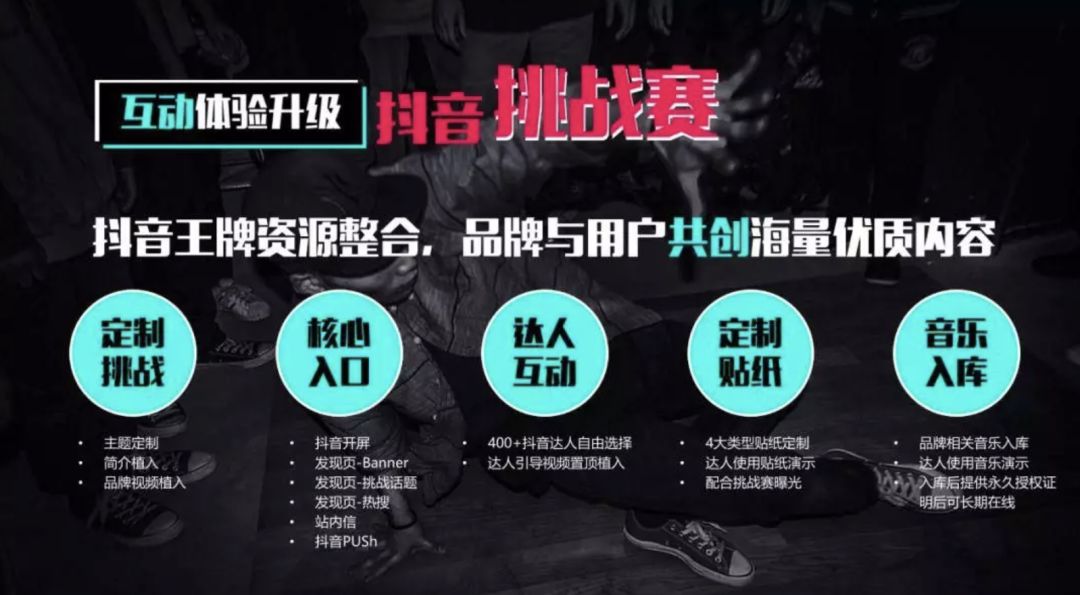 互动体验升级 抖音 挑战赛
抖音王牌资源整合，品牌与用户共创海量优质内容
定制
挑战
• 主题定制
• 简介植入
• 品牌视频植入
核心
入口
• 抖音开屏
• 发现页-Banner
• 发现页-挑战话题
• 发现页-热搜
• 站内信
• 抖音PUSh
达人
互动
• 400+抖音达人自由选择
• 达人引导视频置顶植入
定制
贴纸
• 4大类型贴纸定制
• 达人使用贴纸演示
• 配合挑战赛曝光
音乐
入库
• 品牌相关音乐入库
• 达人使用音乐演示
• 入库后提供永久授权证
明后可长期在线